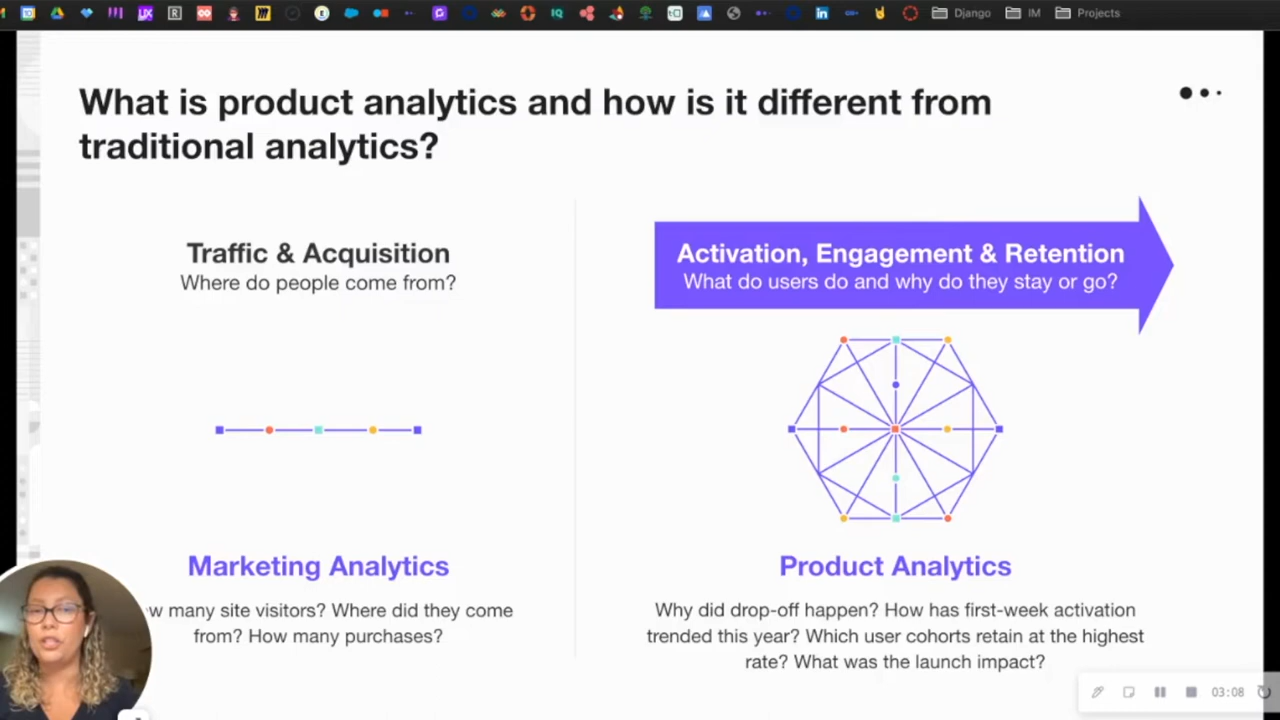 Django
IM
Projects
What is product analytics and how is it different from
traditional analytics?
Traffic & Acquisition
Where do people come from?
Activation, Engagement & Retention
What do users do and why do they stay or go?
Marketing Analytics
w many site visitors? Where did they come
from? How many purchases?
Product Analytics
Why did drop-off happen? How has first-week activation
trended this year? Which user cohorts retain at the highest
rate? What was the launch impact?
03:08